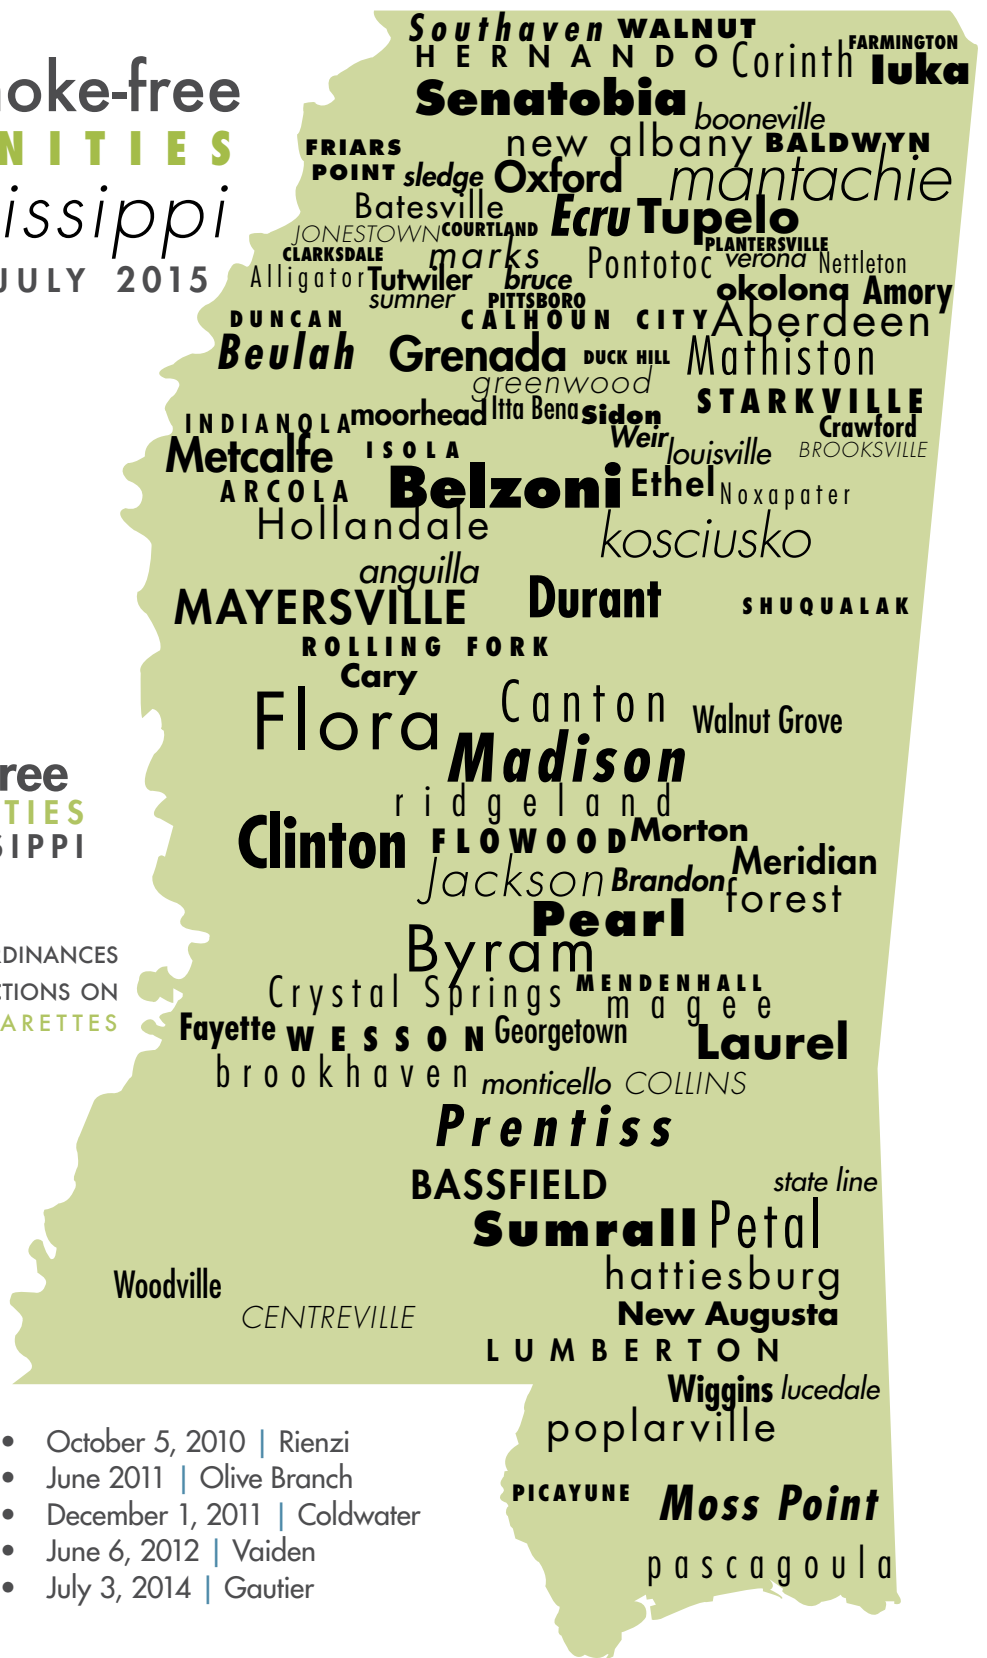 oke-free
NITIES
issippi
JULY 2015
Southaven WALNUT
HERNANDO Corinth FARMINGTON
Iuka
Senatobia booneville
FRIARS POINT new albany BALDWYN
sledge Oxford mantachie
Batesville Ecru Tupelo
JONESTOWN COURTLAND PLANTERSVILLE
CLARKSDALE marks Pontotoc verona Nettleton
Alligator Tutwiler bruce
sumner PITTSBORO okolona Amory
DUNCAN CALHOUN CITY Aberdeen
Beulah Grenada DUCK HILL Mathiston
greenwood STARKVILLE
INDIANOLA moorhead Itta Bena Sidon Crawford
Metcalfe ISOLA Weir louisville BROOKSVILLE
ARCOLA Belzoni Ethel Noxapater
Hollandale kosciusko
anguilla
MAYERSVILLE Durant SHUQUALAK
ROLLING FORK
Cary
Flora Canton Walnut Grove
Madison
ridgeland
Clinton FLOWOOD Morton
Jackson Brandon Meridian
Pearl forest
Byram
Crystal Springs MENDENHALL
magee
Fayette WESSON Georgetown Laurel
brookhaven monticello COLLINS
Prentiss
BASSFIELD state line
Sumrall Petal
Woodville hattiesburg
CENTREVILLE New Augusta
LUMBERTON
Wiggins lucedale
poplarville
PICAYUNE Moss Point
pascagoula
ree
TIES
SIPPI
RDINANCES
CTIONS ON
ARETTES
• October 5, 2010 | Rienzi
• June 2011 | Olive Branch
• December 1, 2011 | Coldwater
• June 6, 2012 | Vaiden
• July 3, 2014 | Gautier